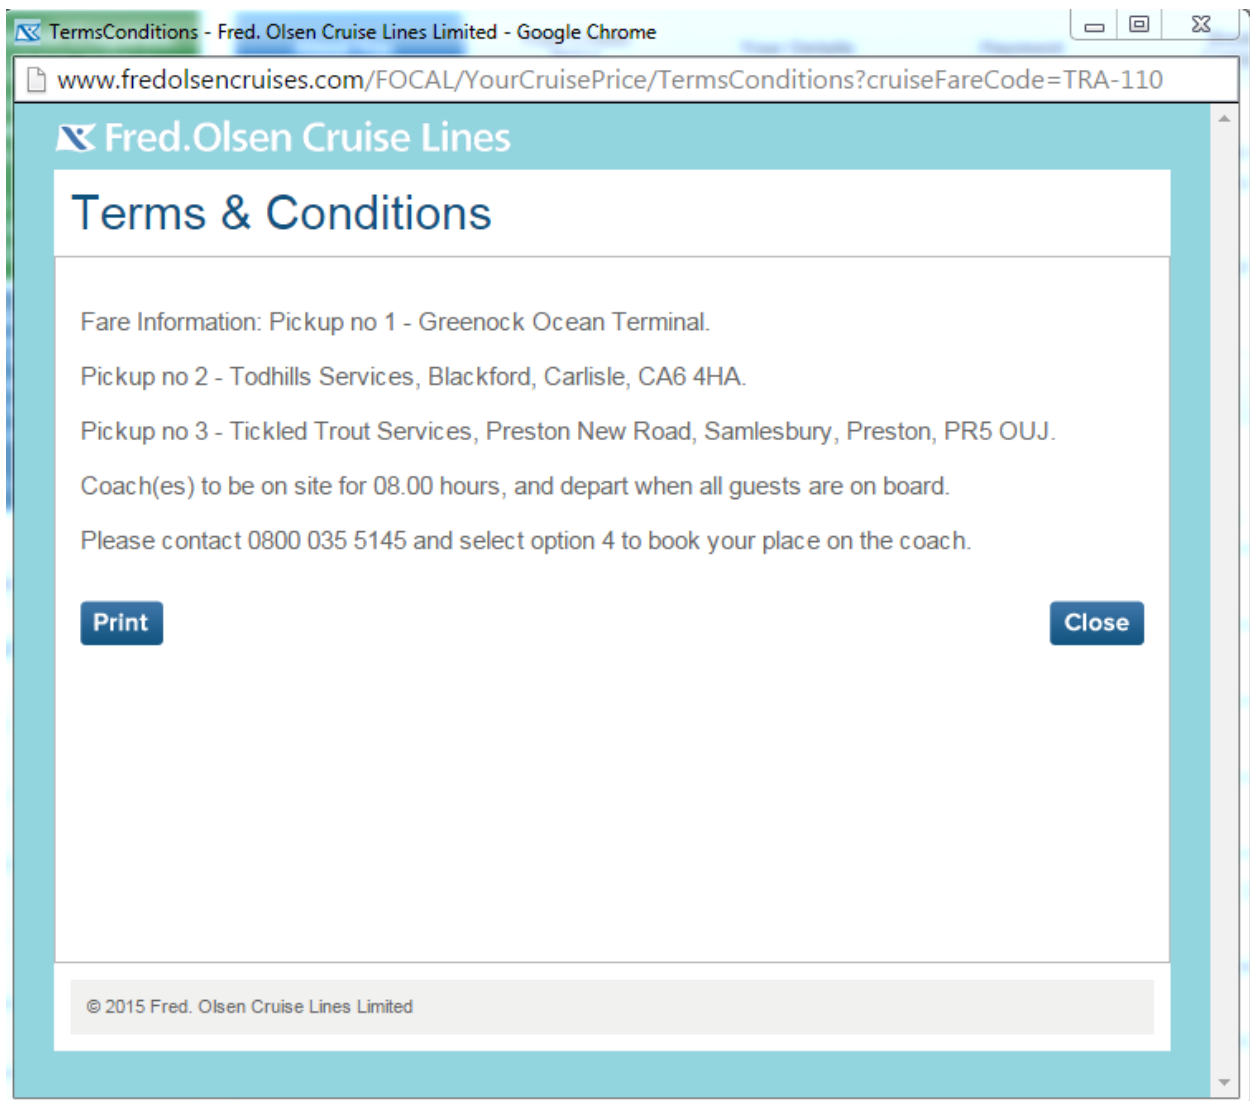 TermsConditions - Fred. Olsen Cruise Lines Limited - Google Chrome
www.fredolsencruises.com/FOCAL/YourCruisePrice/TermsConditions?cruiseFareCode=TRA-110
Fred.Olsen Cruise Lines
Terms & Conditions
Fare Information: Pickup no 1 - Greenock Ocean Terminal.
Pickup no 2 - Todhills Services, Blackford, Carlisle, CA6 4HA.
Pickup no 3 - Tickled Trout Services, Preston New Road, Samlesbury, Preston, PR5 OUJ.
Coach(es) to be on site for 08.00 hours, and depart when all guests are on board.
Please contact 0800 035 5145 and select option 4 to book your place on the coach.
Print Close
© 2015 Fred. Olsen Cruise Lines Limited